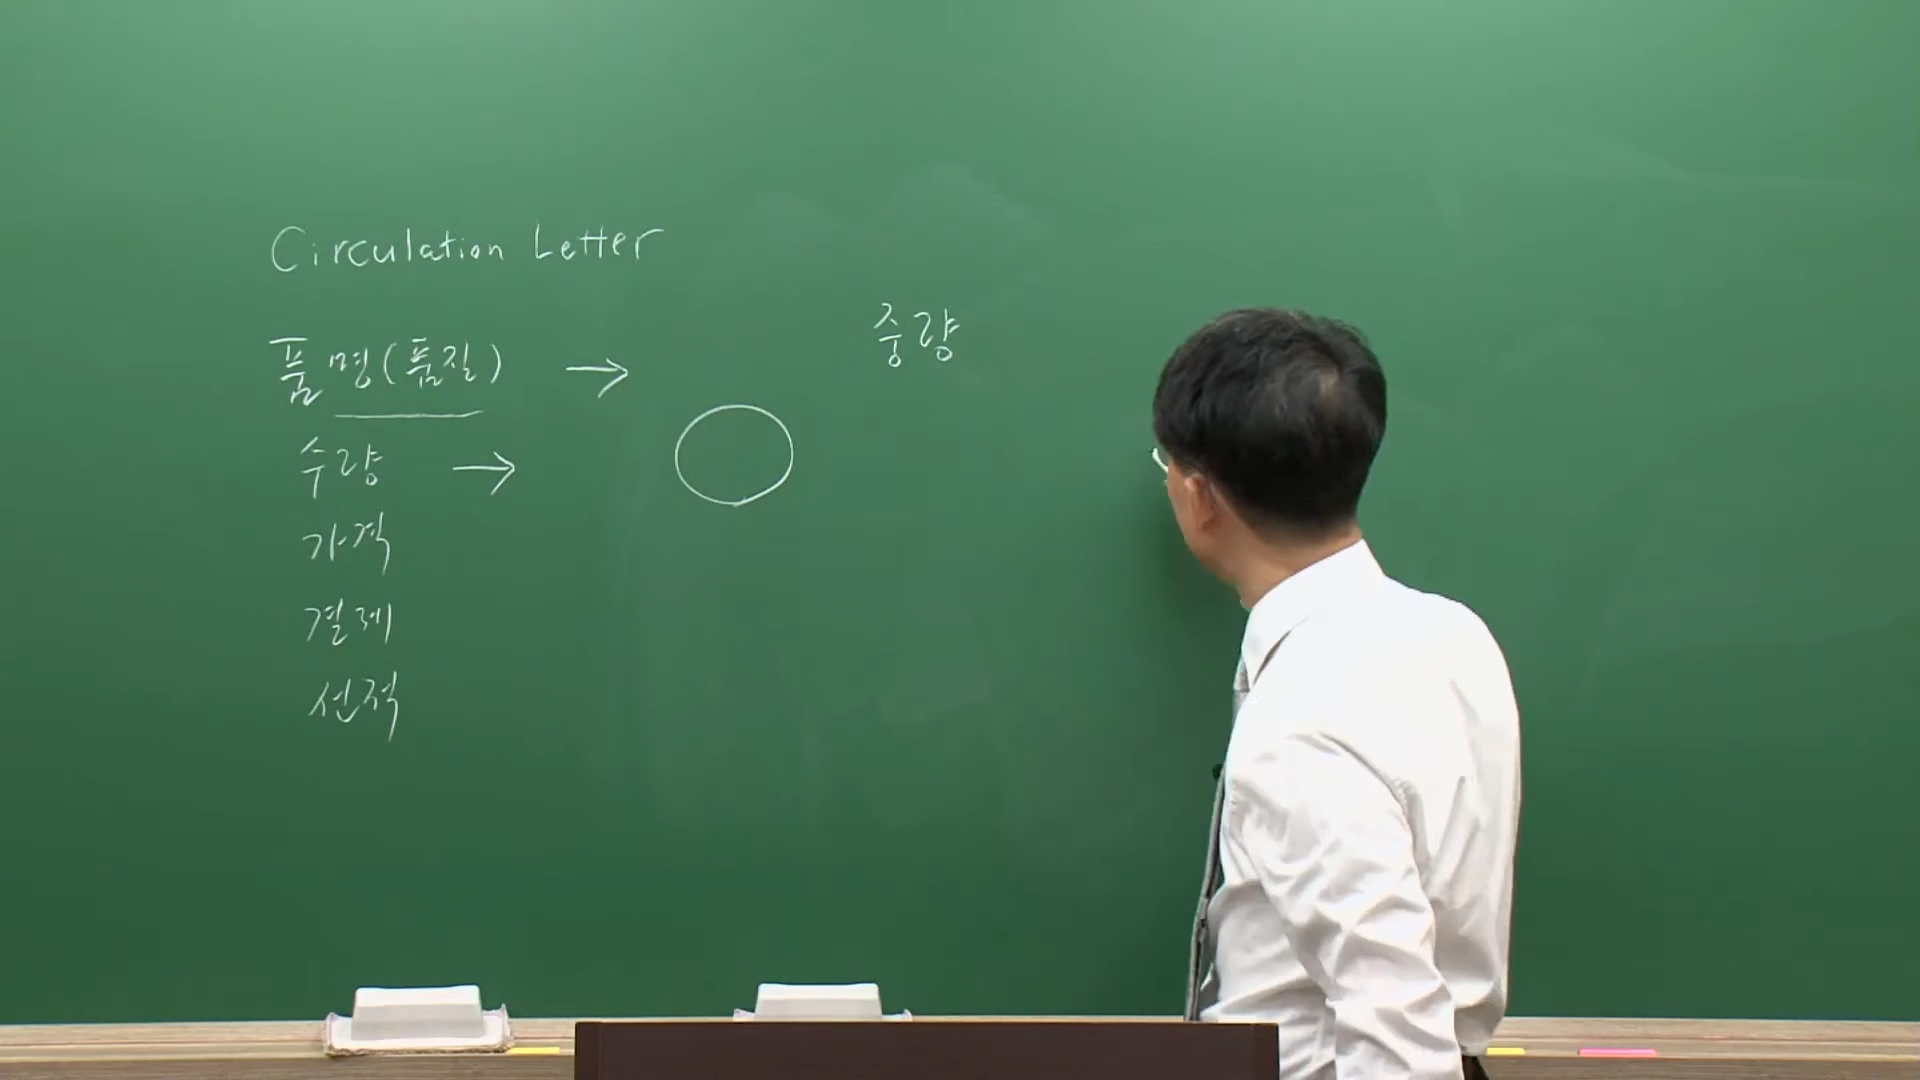 Circulation Letter
품명(품질) →
중량
수량 →
가격
결제
선적